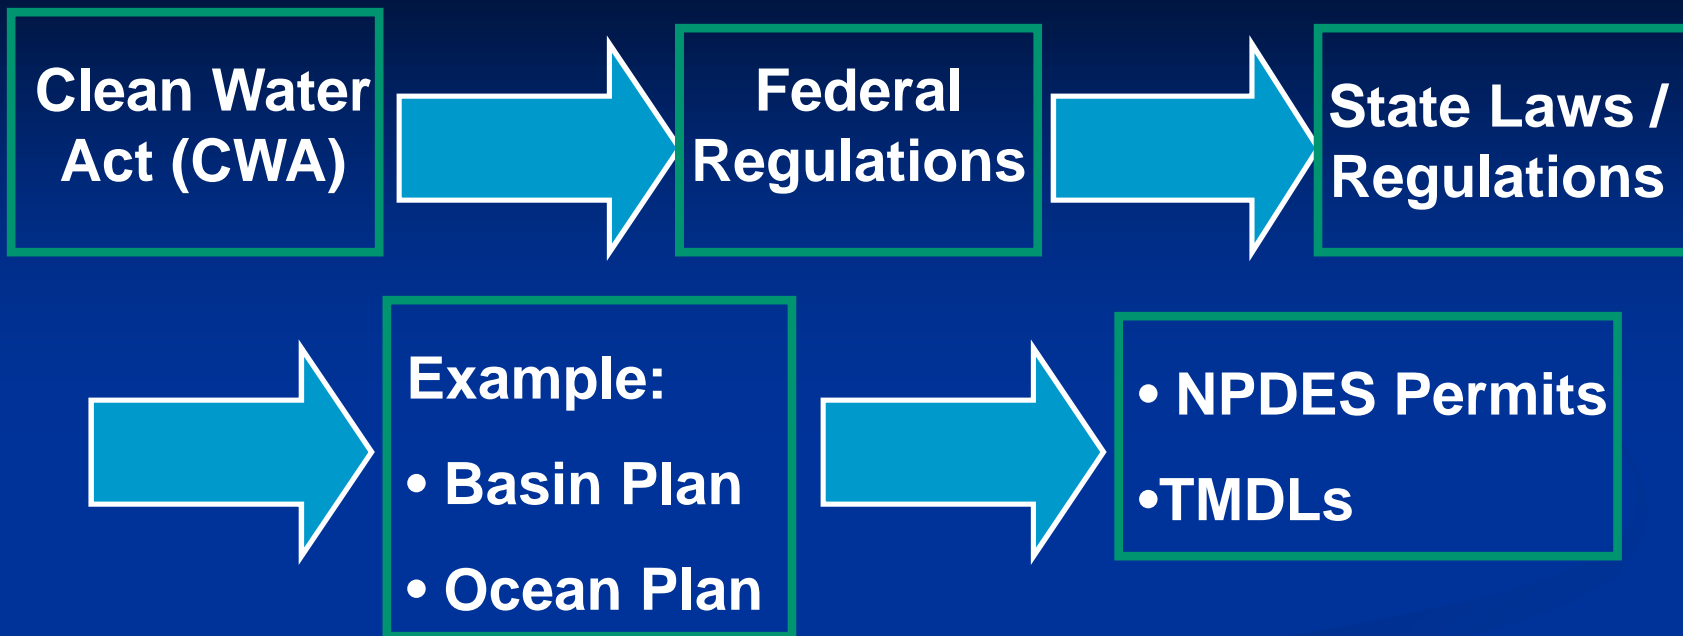 Clean Water
Act (CWA)
Federal
Regulations
State Laws /
Regulations
Example:
• Basin Plan
• Ocean Plan
• NPDES Permits
•TMDLs